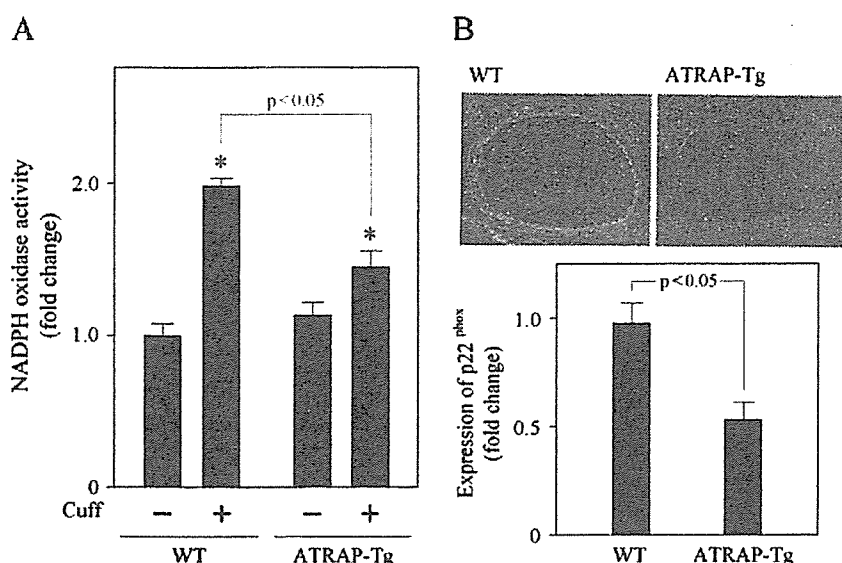 A
NADPH oxidase activity
(fold change)
2.0
1.0
0
p<0.05
*
*
Cuff
− + − +
WT ATRAP-Tg
B
WT ATRAP-Tg
Expression of p22 phox
(fold change)
1.0
0.5
0
p<0.05
WT ATRAP-Tg